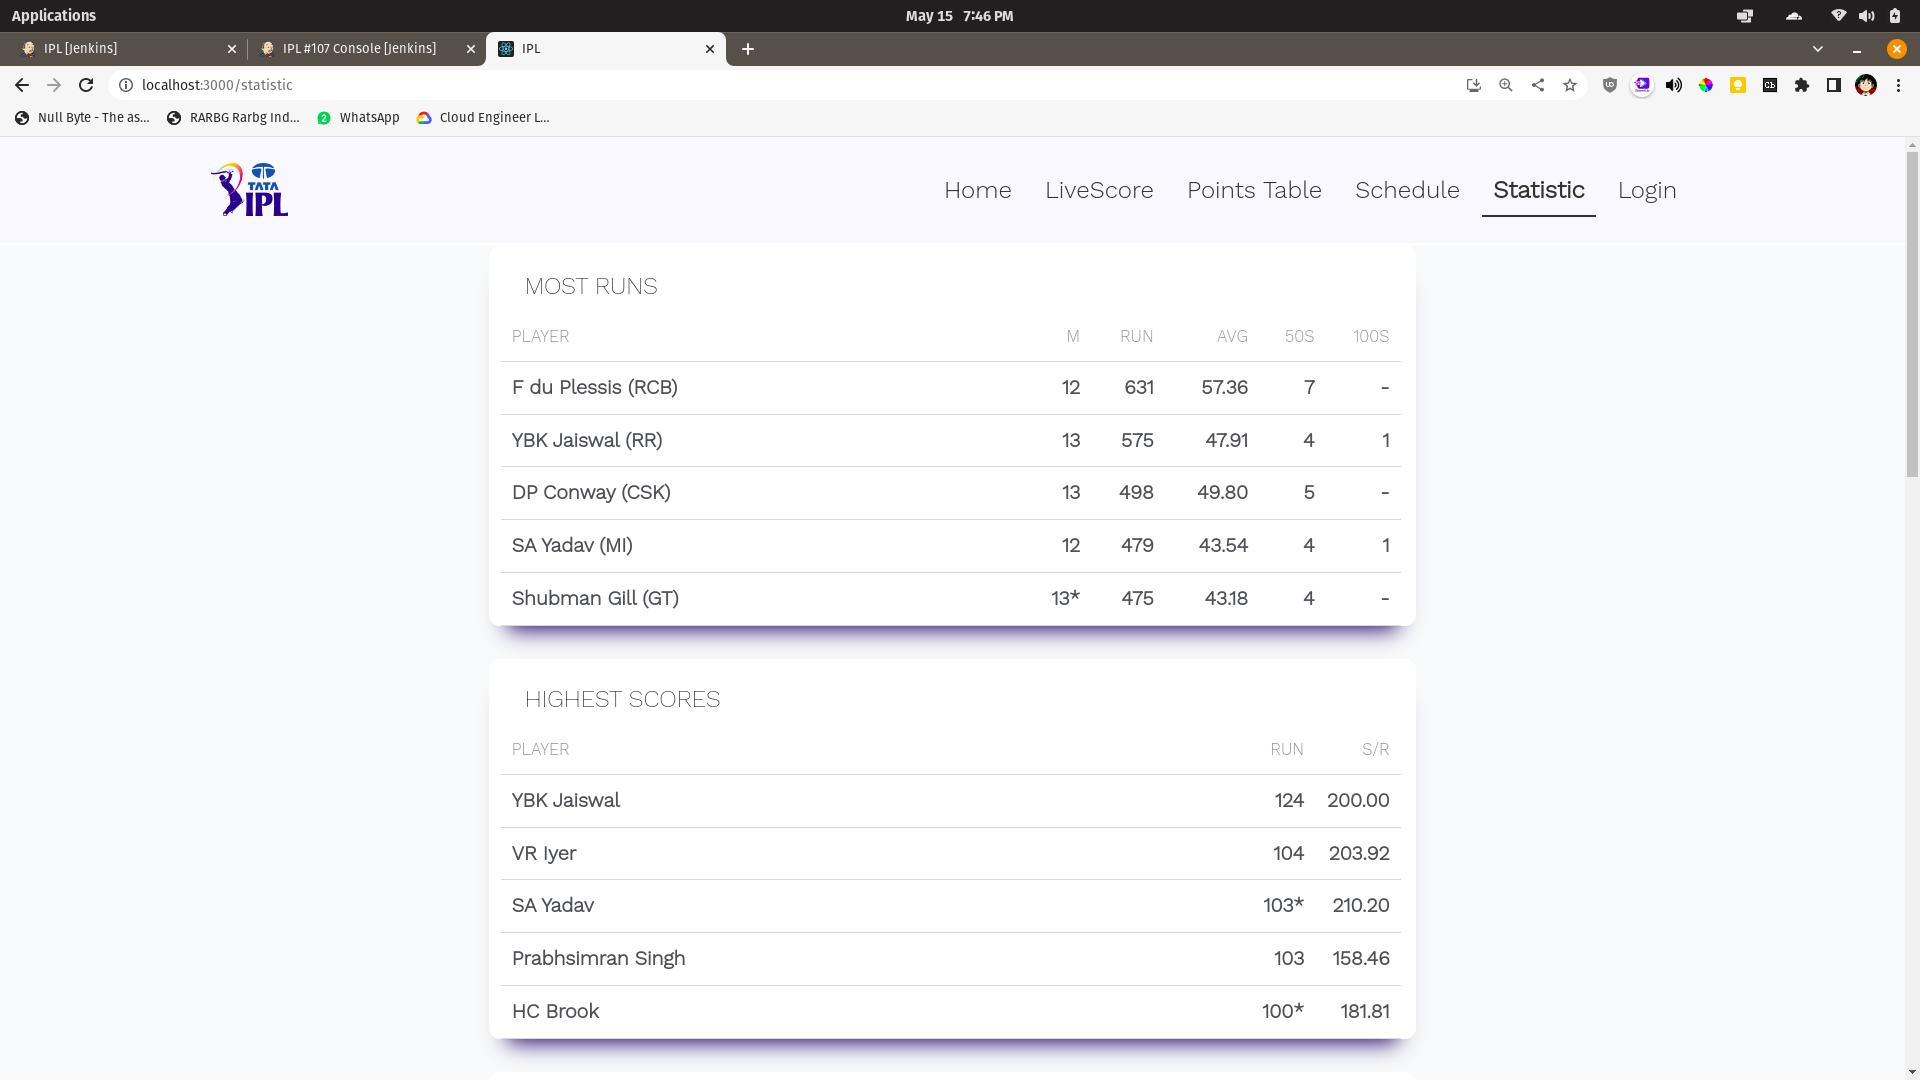 Applications May 15 7:46 PM
IPL [Jenkins] IPL #107 Console [Jenkins] IPL
localhost:3000/statistic
Null Byte - The as... RARBG Rarbg Ind... 2 WhatsApp Cloud Engineer L...
TATA IPL Home LiveScore Points Table Schedule Statistic Login
MOST RUNS
PLAYER M RUN AVG 50S 100S
F du Plessis (RCB) 12 631 57.36 7 -
YBK Jaiswal (RR) 13 575 47.91 4 1
DP Conway (CSK) 13 498 49.80 5 -
SA Yadav (MI) 12 479 43.54 4 1
Shubman Gill (GT) 13* 475 43.18 4 -
HIGHEST SCORES
PLAYER RUN S/R
YBK Jaiswal 124 200.00
VR Iyer 104 203.92
SA Yadav 103* 210.20
Prabhsimran Singh 103 158.46
HC Brook 100* 181.81